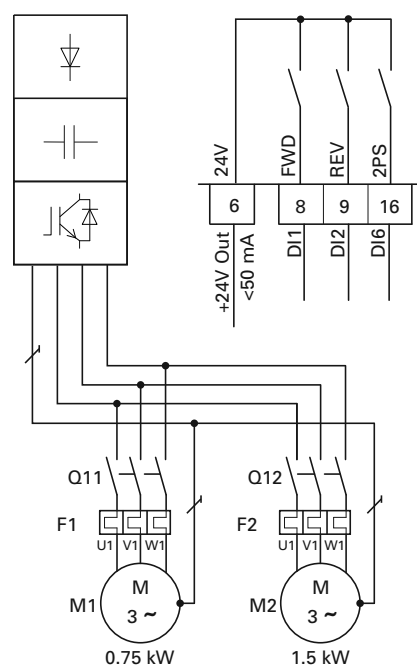 24V
FWD
REV
2PS
6
8
9
16
+24V Out
<50 mA
DI1
DI2
DI6
Q11
Q12
F1
F2
U1 V1 W1
U1 V1 W1
M1
M
3 ~
M2
M
3 ~
0.75 kW
1.5 kW